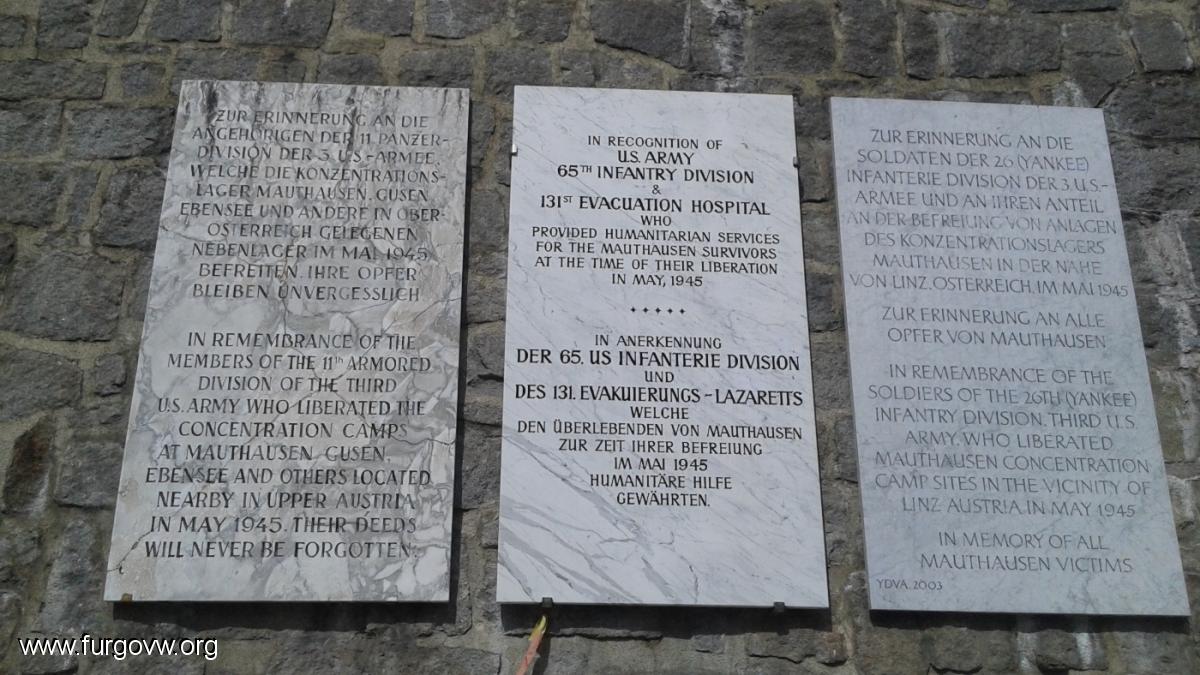 ZUR ERINNERUNG AN DIE
ANGEHÖRIGEN DER 11. PANZER-
DIVISION DER 3. U.S.-ARMEE,
WELCHE DIE KONZENTRATIONS-
LAGER MAUTHAUSEN, GUSEN,
EBENSEE UND ANDERE IN OBER-
ÖSTERREICH GELEGENEN
NEBENLAGER IM MAI 1945
BEFREITEN. IHRE OPFER
BLEIBEN UNVERGESSLICH
IN REMEMBRANCE OF THE
MEMBERS OF THE 11th ARMORED
DIVISION OF THE THIRD
U.S. ARMY WHO LIBERATED THE
CONCENTRATION CAMPS
AT MAUTHAUSEN, GUSEN,
EBENSEE AND OTHERS LOCATED
NEARBY IN UPPER AUSTRIA
IN MAY 1945. THEIR DEEDS
WILL NEVER BE FORGOTTEN.
IN RECOGNITION OF
U.S. ARMY
65TH INFANTRY DIVISION
&
131ST EVACUATION HOSPITAL
WHO
PROVIDED HUMANITARIAN SERVICES
FOR THE MAUTHAUSEN SURVIVORS
AT THE TIME OF THEIR LIBERATION
IN MAY, 1945
IN ANERKENNUNG
DER 65. US INFANTERIE DIVISION
UND
DES 131. EVAKUIERUNGS-LAZARETTS
WELCHE
DEN ÜBERLEBENDEN VON MAUTHAUSEN
ZUR ZEIT IHRER BEFREIUNG
IM MAI 1945
HUMANITÄRE HILFE
GEWÄHRTEN.
ZUR ERINNERUNG AN DIE
SOLDATEN DER 26 (YANKEE)
INFANTERIE DIVISION DER 3. U.S.-
ARMEE UND AN IHREN ANTEIL
AN DER BEFREIUNG VON ANLAGEN
DES KONZENTRATIONSLAGERS
MAUTHAUSEN IN DER NÄHE
VON LINZ, ÖSTERREICH, IM MAI 1945
ZUR ERINNERUNG AN ALLE
OPFER VON MAUTHAUSEN
IN REMEMBRANCE OF THE
SOLDIERS OF THE 26TH (YANKEE)
INFANTRY DIVISION, THIRD U.S.
ARMY, WHO LIBERATED
MAUTHAUSEN CONCENTRATION
CAMP SITES IN THE VICINITY OF
LINZ AUSTRIA, IN MAY 1945
IN MEMORY OF ALL
MAUTHAUSEN VICTIMS
YDVA, 2003
www.furgovw.org